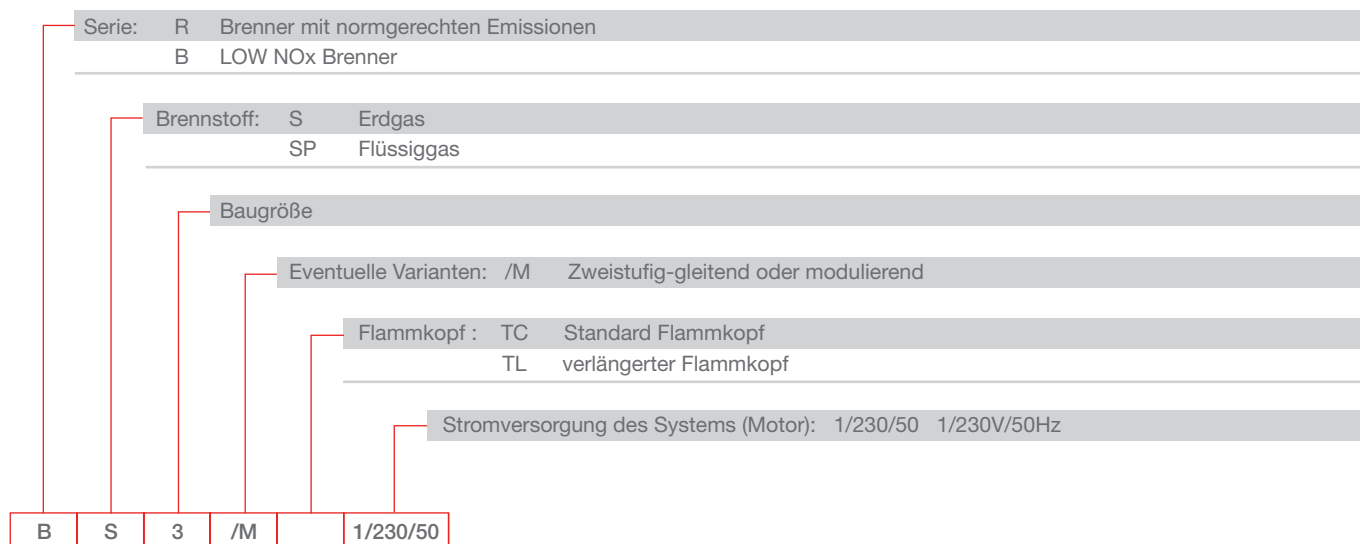 Serie: R Brenner mit normgerechten Emissionen
B LOW NOx Brenner
Brennstoff: S Erdgas
SP Flüssiggas
Baugröße
Eventuelle Varianten: /M Zweistufig-gleitend oder modulierend
Flammkopf : TC Standard Flammkopf
TL verlängerter Flammkopf
Stromversorgung des Systems (Motor): 1/230/50 1/230V/50Hz
B S 3 /M 1/230/50